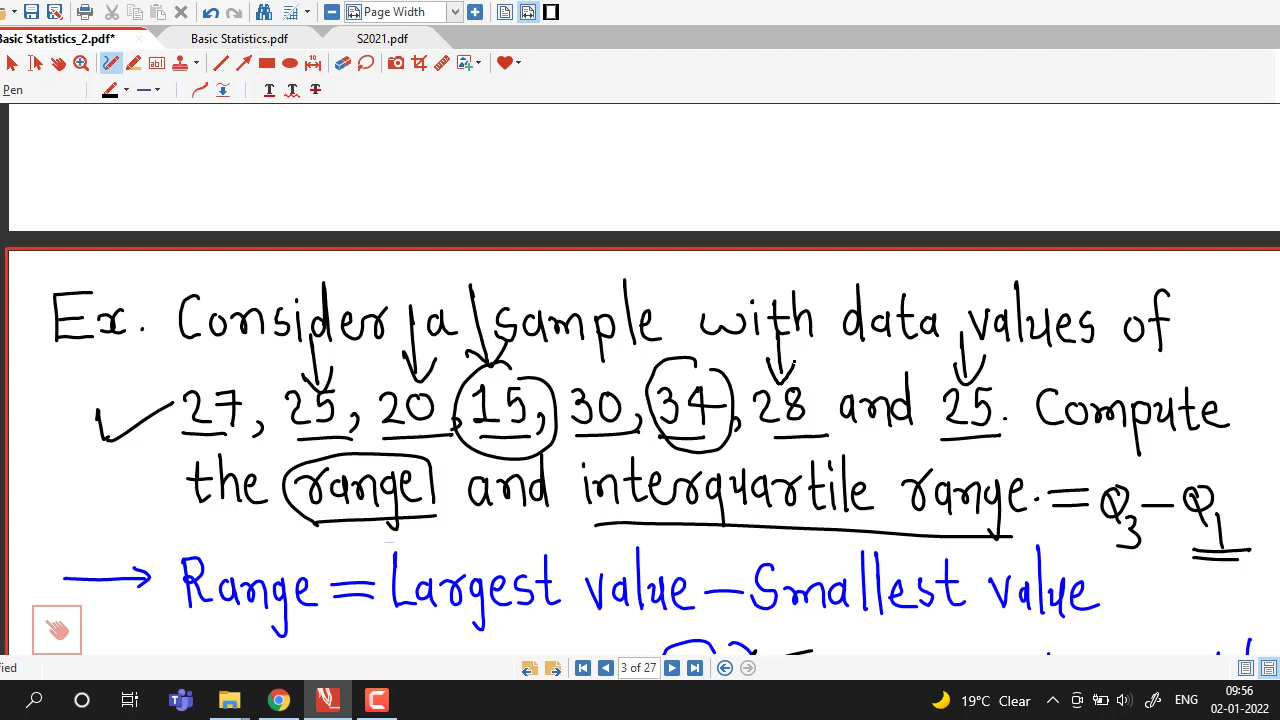 Page Width
Basic Statistics_2.pdf*
Basic Statistics.pdf
S2021.pdf
Pen
Ex. Consider a sample with data values of
27, 25, 20, 15, 30, 34, 28 and 25. Compute
the range and interquartile range. = Q3 - Q1
Range = Largest value - Smallest value
3 of 27
fied
19°C Clear
ENG
09:56
02-01-2022